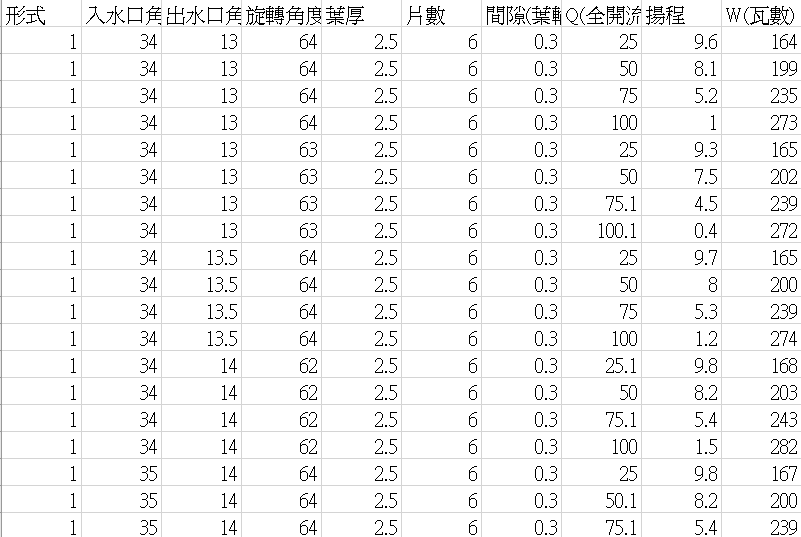 形式 入水口角 出水口角 旋轉角度 葉厚 片數 間隙(葉 Q(全開流 揚程 W(瓦數)
1 34 13 64 2.5 6 0.3 25 9.6 164
1 34 13 64 2.5 6 0.3 50 8.1 199
1 34 13 64 2.5 6 0.3 75 5.2 235
1 34 13 64 2.5 6 0.3 100 1 273
1 34 13 63 2.5 6 0.3 25 9.3 165
1 34 13 63 2.5 6 0.3 50 7.5 202
1 34 13 63 2.5 6 0.3 75.1 4.5 239
1 34 13 63 2.5 6 0.3 100.1 0.4 272
1 34 13.5 64 2.5 6 0.3 25 9.7 165
1 34 13.5 64 2.5 6 0.3 50 8 200
1 34 13.5 64 2.5 6 0.3 75 5.3 239
1 34 13.5 64 2.5 6 0.3 100 1.2 274
1 34 14 62 2.5 6 0.3 25.1 9.8 168
1 34 14 62 2.5 6 0.3 50 8.2 203
1 34 14 62 2.5 6 0.3 75.1 5.4 243
1 34 14 62 2.5 6 0.3 100 1.5 282
1 35 14 64 2.5 6 0.3 25 9.8 167
1 35 14 64 2.5 6 0.3 50.1 8.2 200
1 35 14 64 2.5 6 0.3 75.1 5.4 239